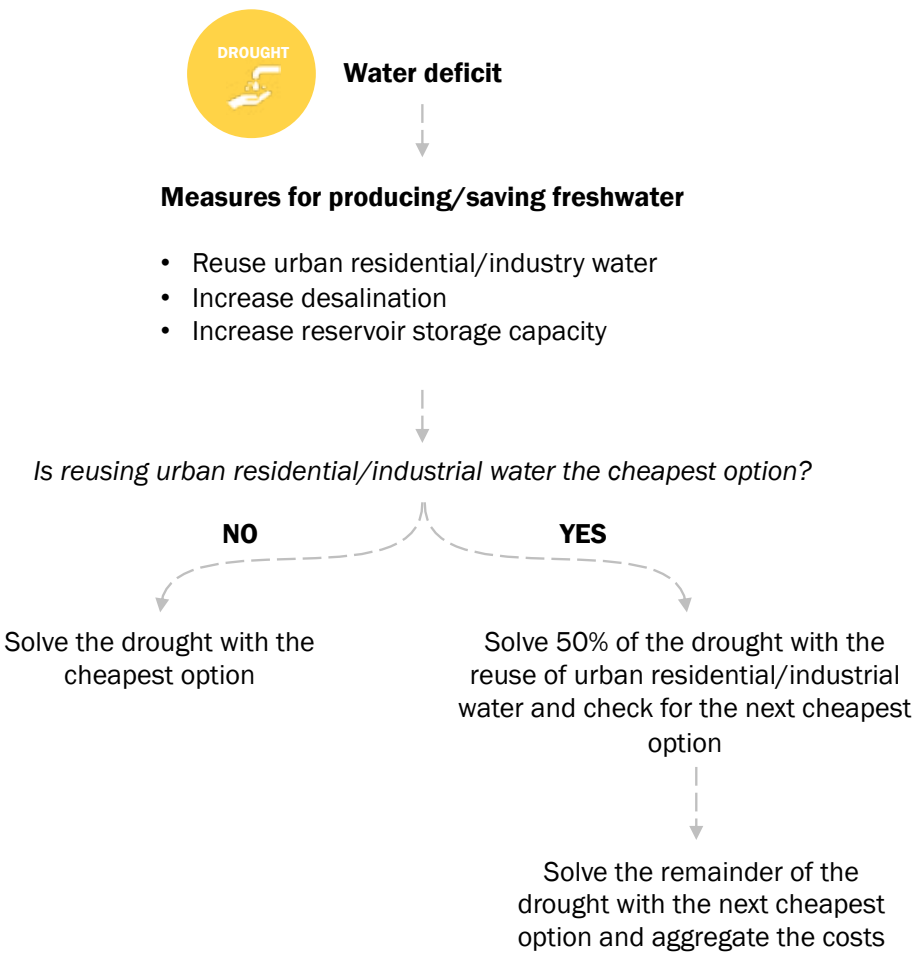 DROUGHT
Water deficit
Measures for producing/saving freshwater
• Reuse urban residential/industry water
• Increase desalination
• Increase reservoir storage capacity
Is reusing urban residential/industrial water the cheapest option?
NO
YES
Solve the drought with the
cheapest option
Solve 50% of the drought with the
reuse of urban residential/industrial
water and check for the next cheapest
option
Solve the remainder of the
drought with the next cheapest
option and aggregate the costs